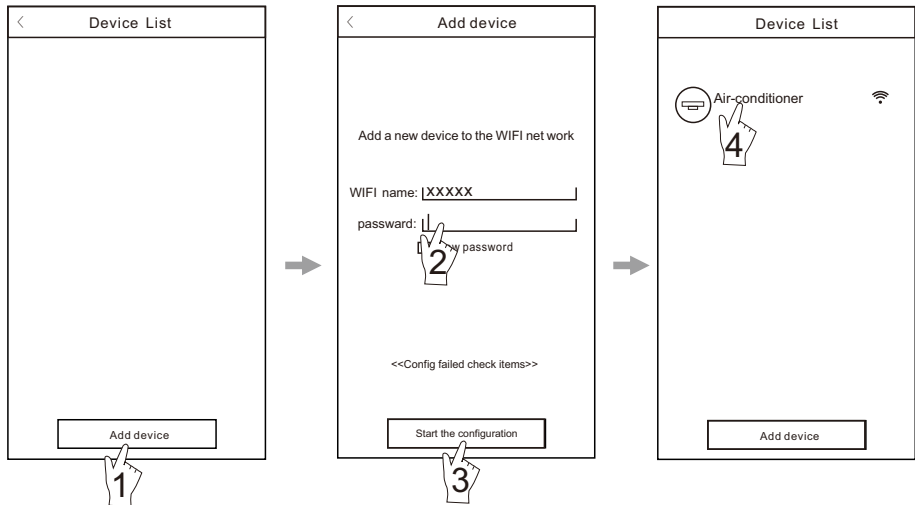 Device List
Add device
1
Add device
Add a new device to the WIFI net work
WIFI name: XXXXX
passward:
password
2
<<Config failed check items>>
Start the configuration
3
Device List
Air-conditioner
4
Add device